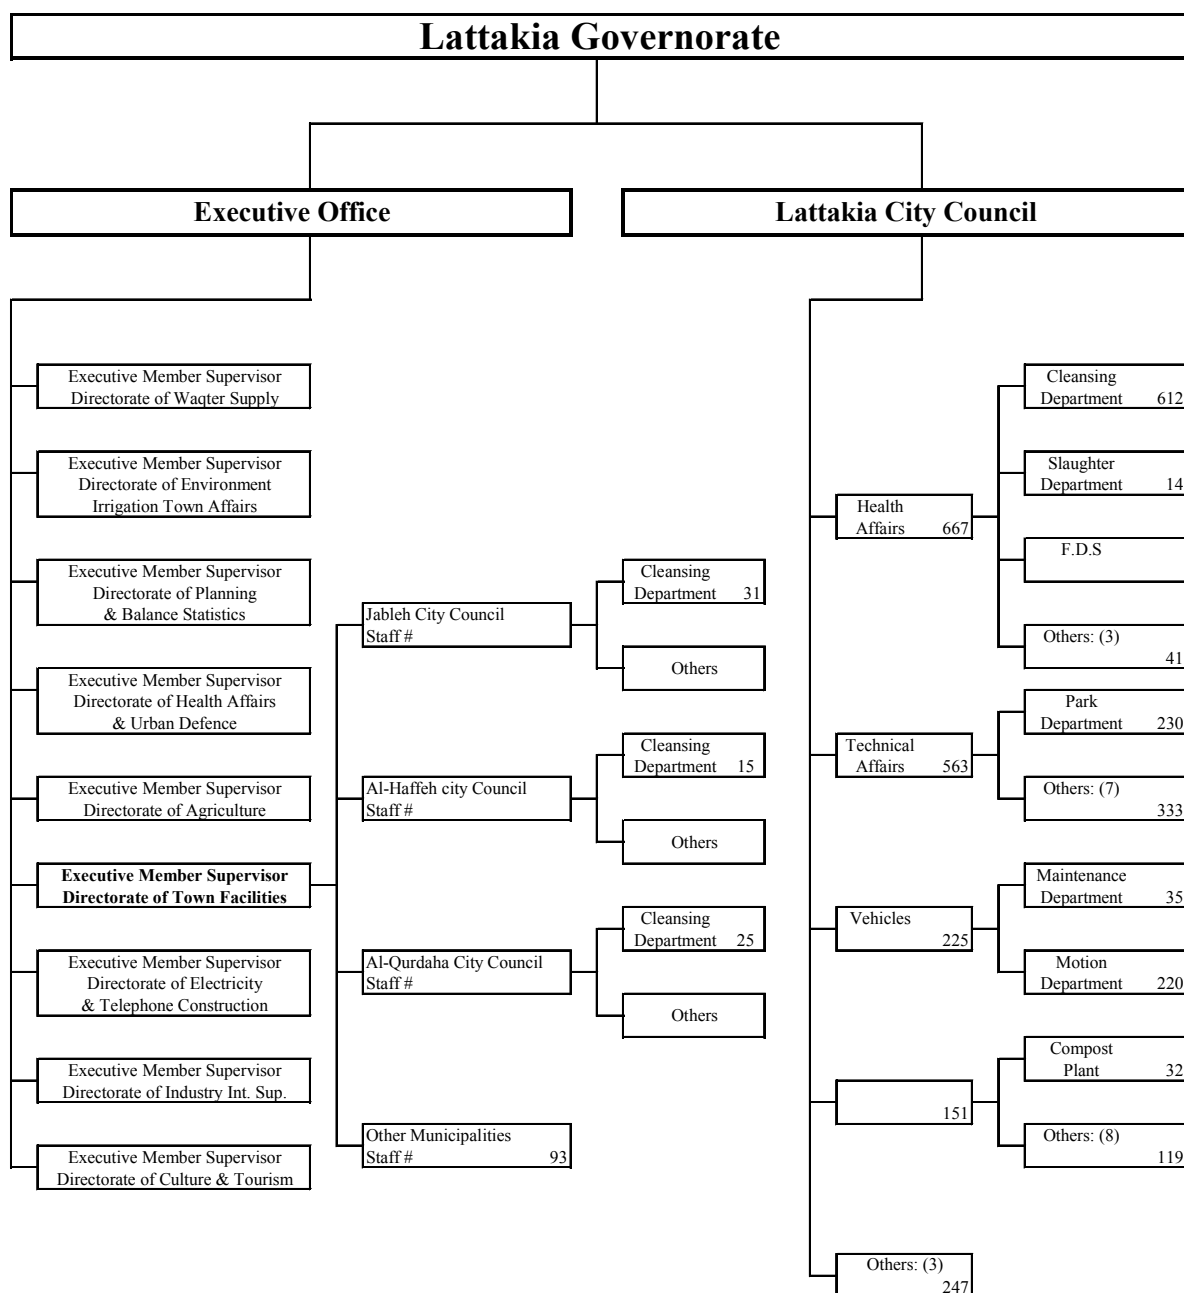 Lattakia Governorate
Executive Office
Executive Member Supervisor
Directorate of Waqter Supply
Executive Member Supervisor
Directorate of Environment
Irrigation Town Affairs
Executive Member Supervisor
Directorate of Planning
& Balance Statistics
Executive Member Supervisor
Directorate of Health Affairs
& Urban Defence
Executive Member Supervisor
Directorate of Agriculture
Executive Member Supervisor
Directorate of Town Facilities
Executive Member Supervisor
Directorate of Electricity
& Telephone Construction
Executive Member Supervisor
Directorate of Industry Int. Sup.
Executive Member Supervisor
Directorate of Culture & Tourism
Jableh City Council
Staff #
Cleansing
Department 31
Others
Al-Haffeh city Council
Staff #
Cleansing
Department 15
Others
Al-Qurdaha City Council
Staff #
Cleansing
Department 25
Others
Other Municipalities
Staff # 93
Lattakia City Council
Health
Affairs 667
Cleansing
Department 612
Slaughter
Department 14
F.D.S
Others: (3)
41
Technical
Affairs 563
Park
Department 230
Others: (7)
333
Vehicles
225
Maintenance
Department 35
Motion
Department 220
151
Compost
Plant 32
Others: (8)
119
Others: (3)
247